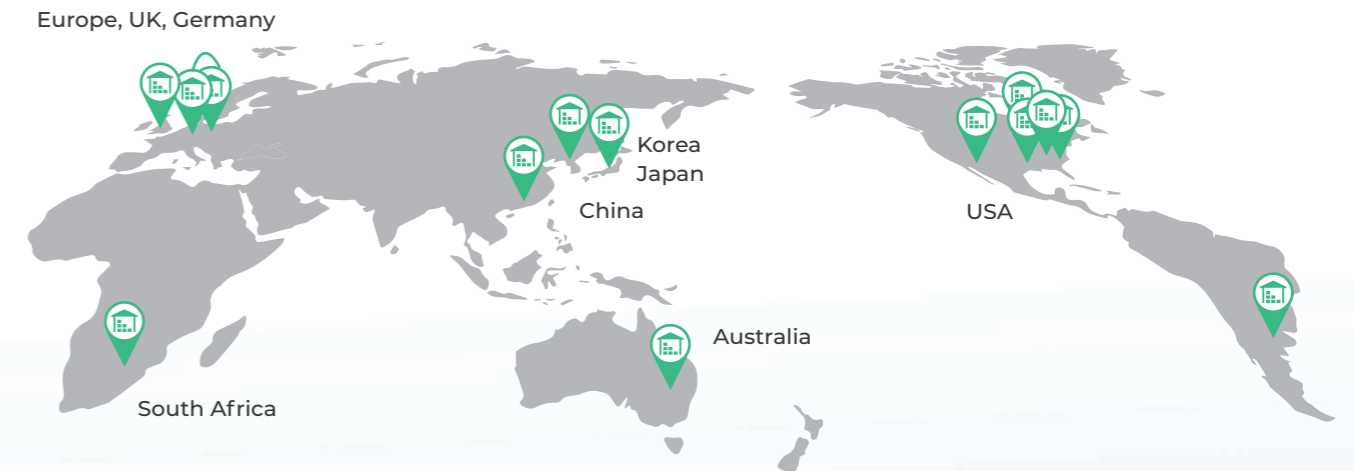 Europe, UK, Germany
Korea
Japan
China
USA
Australia
South Africa